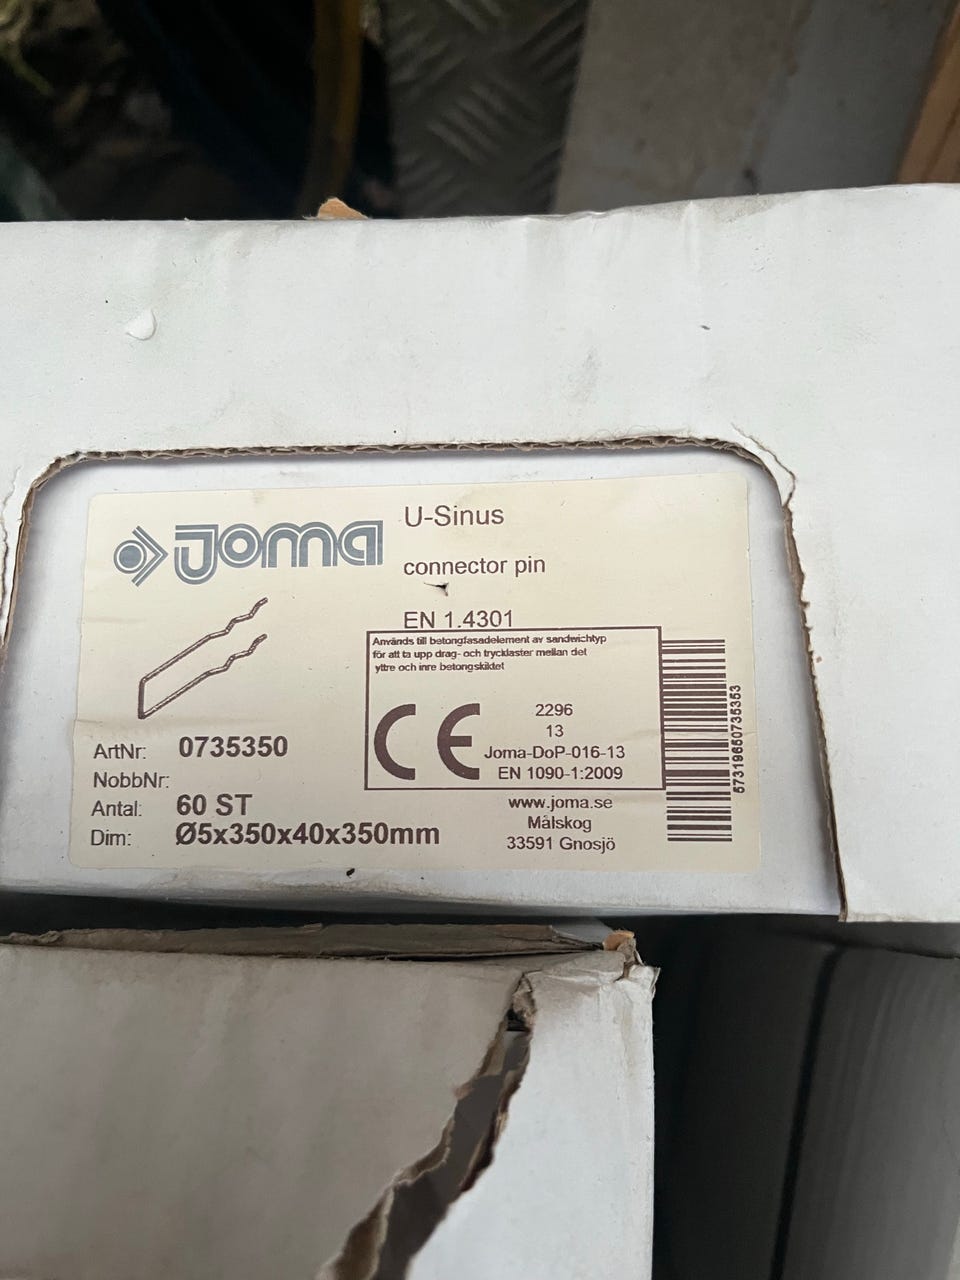 JOMA
U-Sinus
connector pin
EN 1.4301
Används till betongfasadelement av sandwichtyp
för att ta upp drag- och trycklaster mellan det
yttre och inre betongskiktet
CE
2296
13
Joma-DoP-016-13
EN 1090-1:2009
ArtNr: 0735350
NobbNr:
Antal: 60 ST
Dim: Ø5x350x40x350mm
www.joma.se
Målskog
33591 Gnosjö